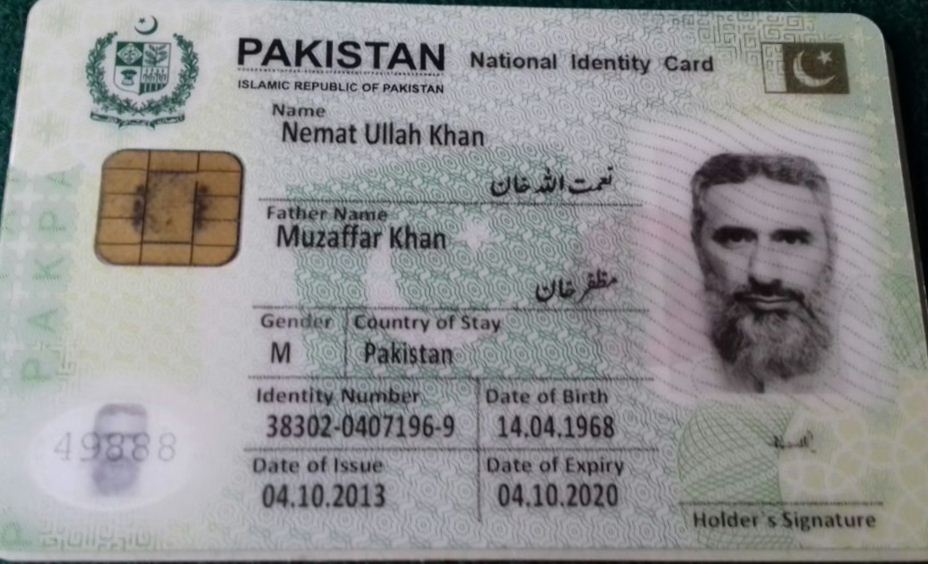 PAKISTAN National Identity Card
ISLAMIC REPUBLIC OF PAKISTAN
Name
Nemat Ullah Khan
نعمت اللہ خان
Father Name
Muzaffar Khan
مظفر خان
Gender Country of Stay
M Pakistan
Identity Number Date of Birth
38302-0407196-9 14.04.1968
Date of Issue Date of Expiry
04.10.2013 04.10.2020
Holder's Signature
49888
PAKPA